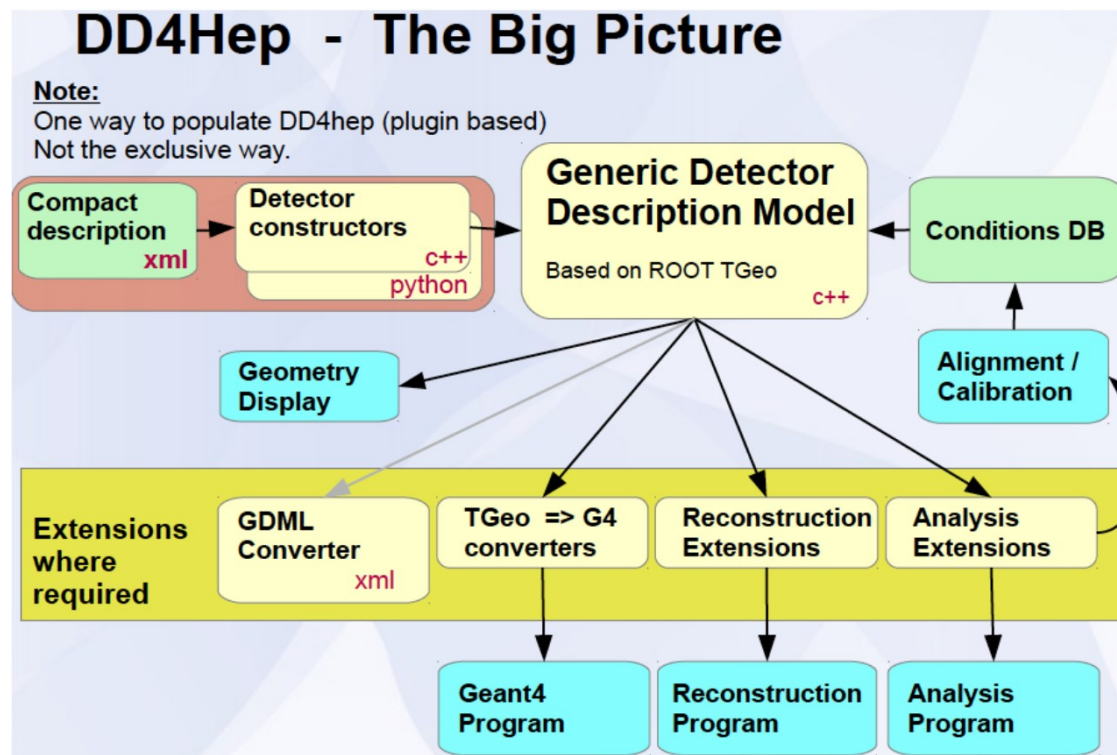 DD4Hep - The Big Picture
Note:
One way to populate DD4hep (plugin based)
Not the exclusive way.
Compact
description
xml
Detector
constructors
c++
python
Generic Detector
Description Model
Based on ROOT TGeo
c++
Conditions DB
Geometry
Display
Alignment /
Calibration
Extensions
where
required
GDML
Converter
xml
TGeo => G4
converters
Reconstruction
Extensions
Analysis
Extensions
Geant4
Program
Reconstruction
Program
Analysis
Program